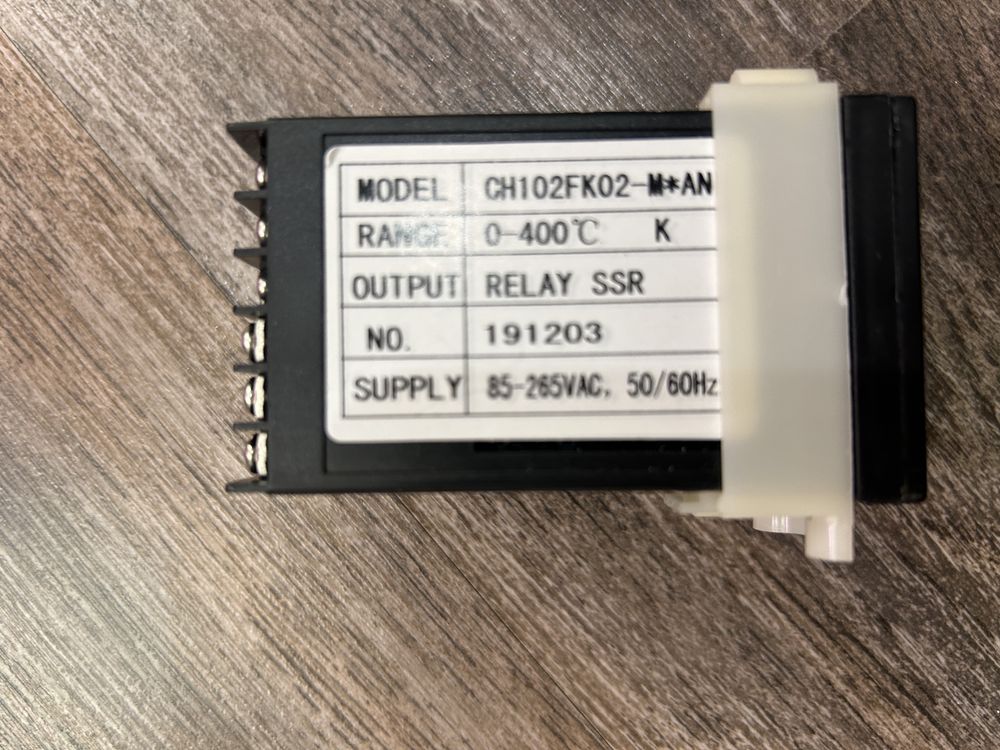 MODEL CH102FK02-M*AN
RANGE 0-400℃ K
OUTPUT RELAY SSR
NO. 191203
SUPPLY 85-265VAC, 50/60Hz